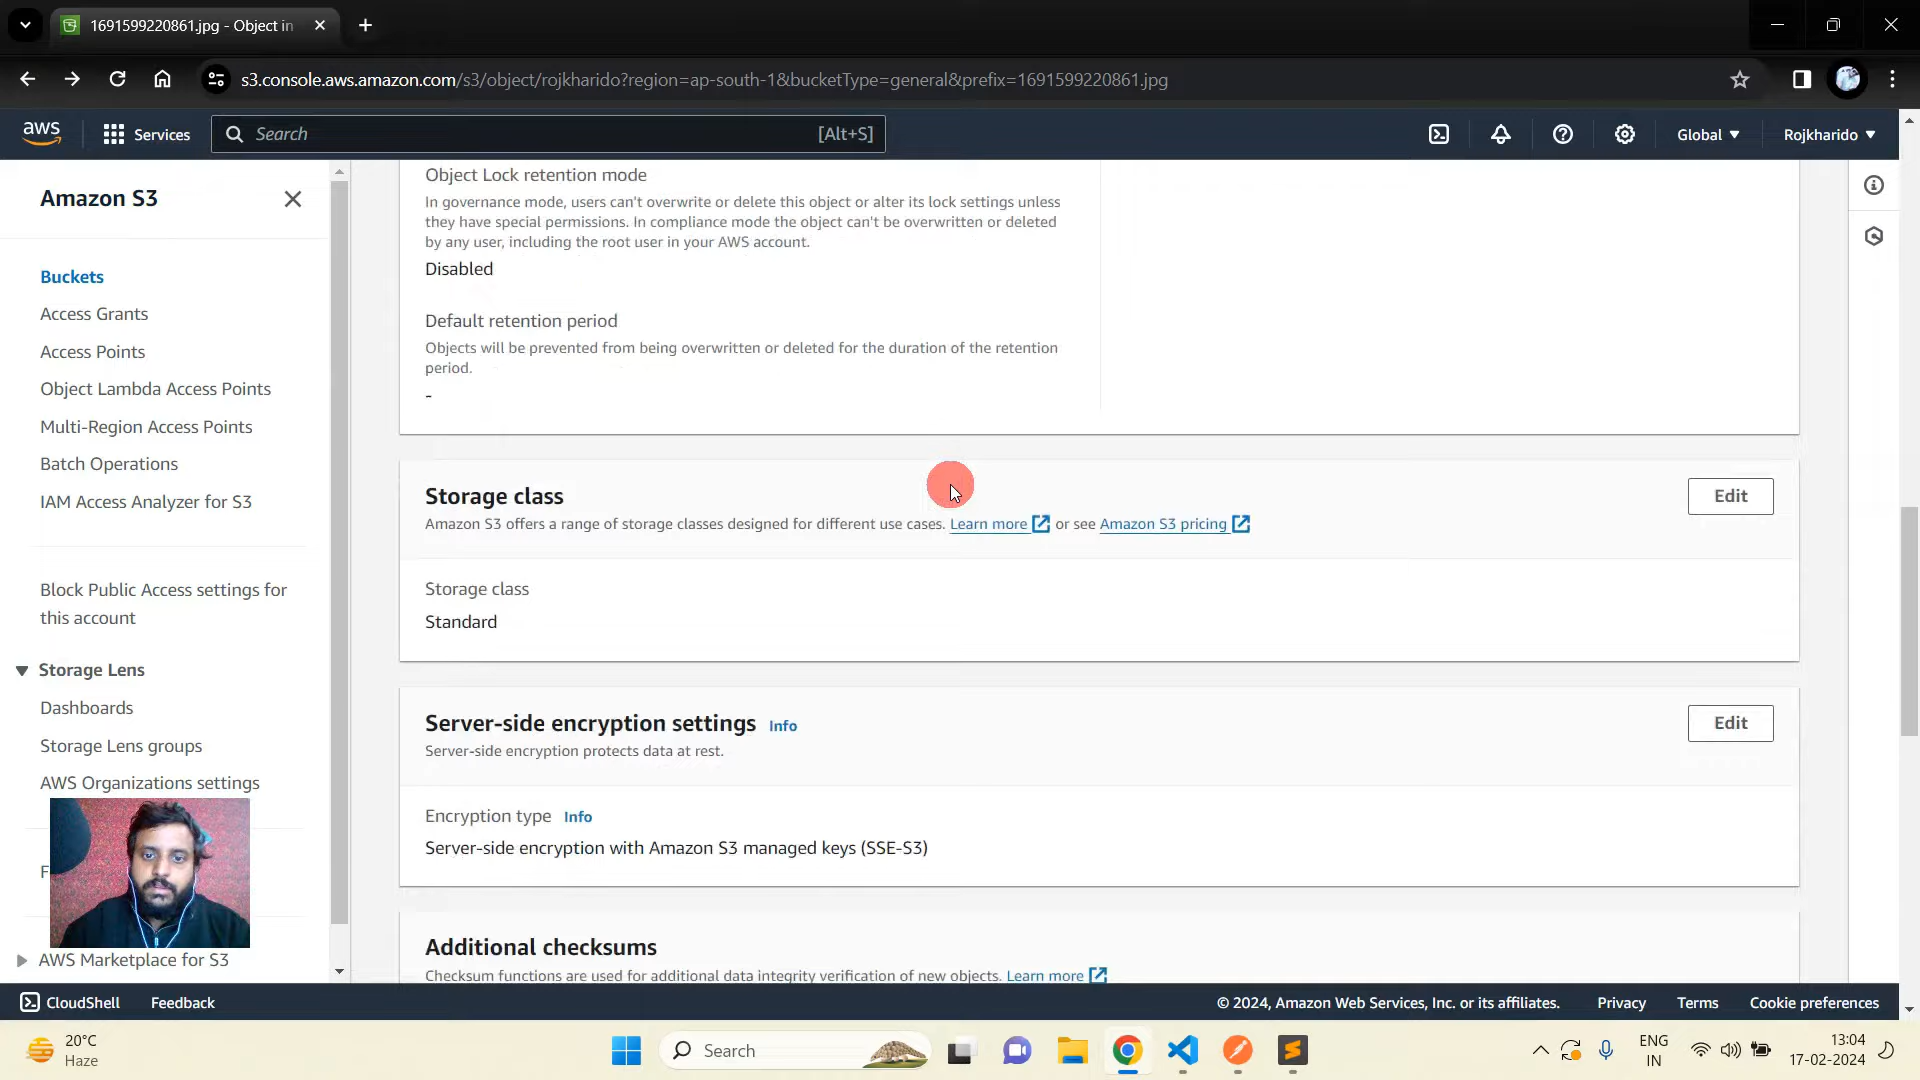 1691599220861.jpg - Object in
s3.console.aws.amazon.com/s3/object/rojkharido?region=ap-south-1&bucketType=general&prefix=1691599220861.jpg
aws
Services
Search
[Alt+S]
Global
Rojkharido
Amazon S3
Buckets
Access Grants
Access Points
Object Lambda Access Points
Multi-Region Access Points
Batch Operations
IAM Access Analyzer for S3
Block Public Access settings for
this account
Storage Lens
Dashboards
Storage Lens groups
AWS Organizations settings
F
AWS Marketplace for S3
Object Lock retention mode
In governance mode, users can't overwrite or delete this object or alter its lock settings unless
they have special permissions. In compliance mode the object can't be overwritten or deleted
by any user, including the root user in your AWS account.
Disabled
Default retention period
Objects will be prevented from being overwritten or deleted for the duration of the retention
period.
-
Storage class
Edit
Amazon S3 offers a range of storage classes designed for different use cases. Learn more or see Amazon S3 pricing
Storage class
Standard
Server-side encryption settings Info
Edit
Server-side encryption protects data at rest.
Encryption type Info
Server-side encryption with Amazon S3 managed keys (SSE-S3)
Additional checksums
Checksum functions are used for additional data integrity verification of new objects. Learn more
CloudShell
Feedback
© 2024, Amazon Web Services, Inc. or its affiliates.
Privacy
Terms
Cookie preferences
20°C
Haze
Search
ENG
IN
13:04
17-02-2024